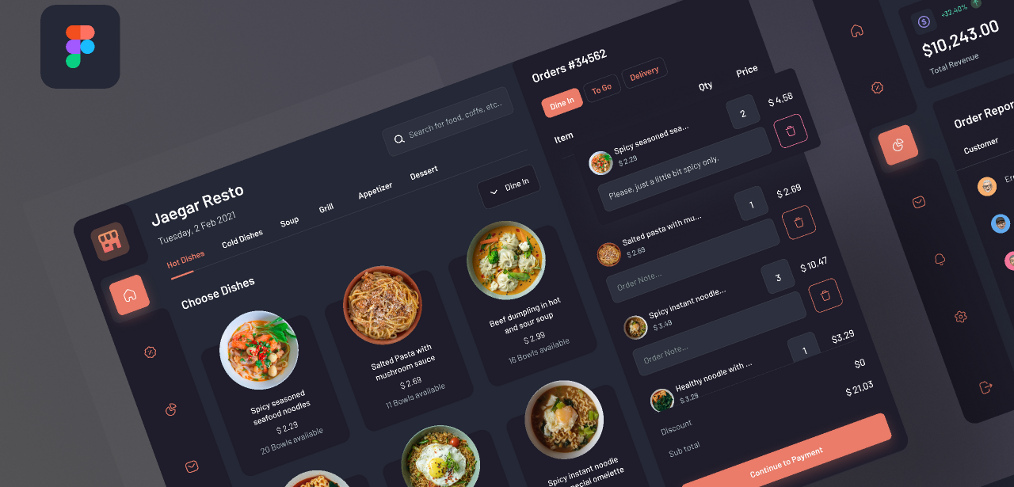 Jaegar Resto
Tuesday, 2 Feb 2021
Search for food, coffe, etc..
Hot Dishes
Cold Dishes
Soup
Grill
Appetizer
Dessert
Choose Dishes
Dine In
Spicy seasoned
seafood noodles
$ 2.29
20 Bowls available
Salted Pasta with
mushroom sauce
$ 2.69
11 Bowls available
Beef dumpling in hot
and sour soup
$ 2.99
16 Bowls available
Spicy instant noodle
omelette
Orders #34562
Dine In
To Go
Delivery
Item
Qty
Price
Spicy seasoned sea...
$ 2.29
2
$ 4.58
Please, just a little bit spicy only.
Salted pasta with mu...
$ 2.69
1
$ 2.69
Order Note...
Spicy instant noodle...
$ 3.49
3
$ 10.47
Order Note...
Healthy noodle with ...
$ 3.29
1
$3.29
Discount
$0
Sub total
$ 21.03
Continue to Payment
+32.40%
$10,243.00
Total Revenue
Order Repor
Customer